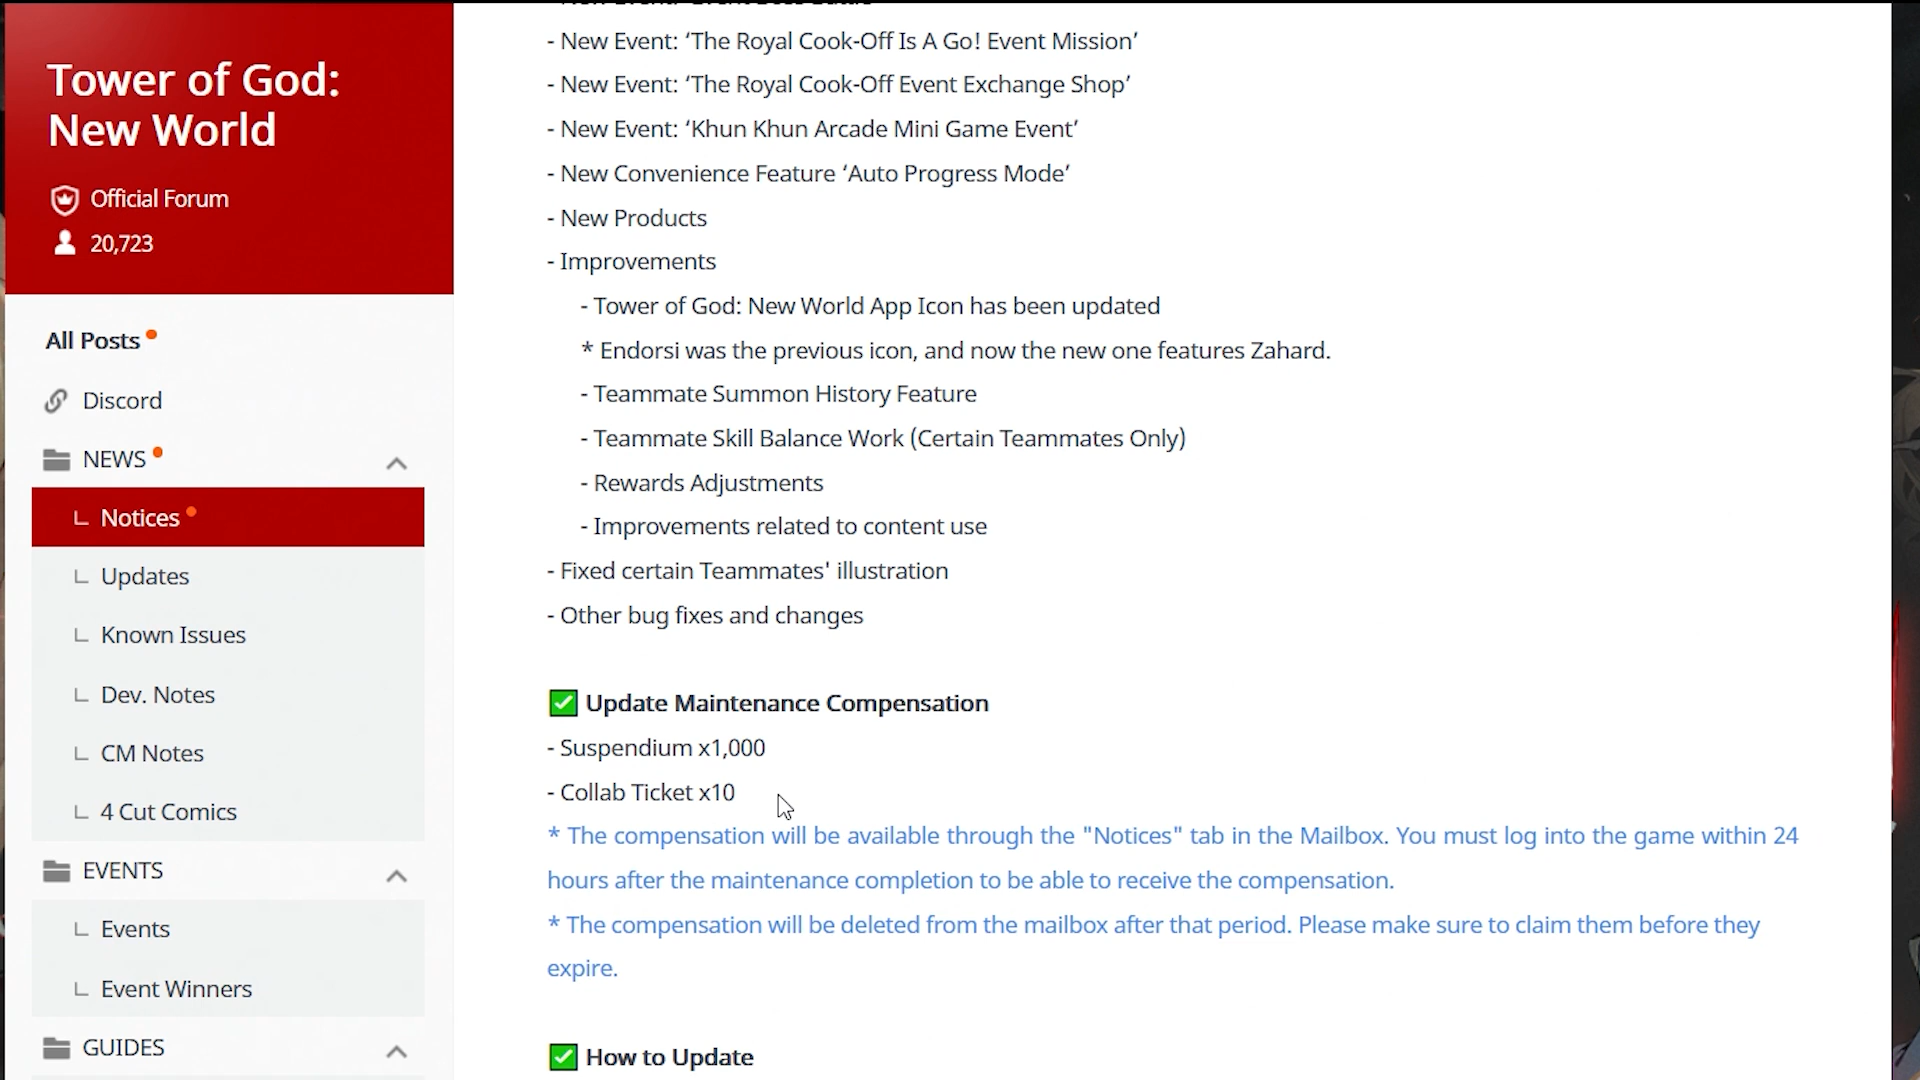 Tower of God:
New World
Official Forum
20,723
All Posts
Discord
NEWS
Notices
Updates
Known Issues
Dev. Notes
CM Notes
4 Cut Comics
EVENTS
Events
Event Winners
GUIDES
- New Event: ‘The Royal Cook-Off Is A Go! Event Mission’
- New Event: ‘The Royal Cook-Off Event Exchange Shop’
- New Event: ‘Khun Khun Arcade Mini Game Event’
- New Convenience Feature ‘Auto Progress Mode’
- New Products
- Improvements
- Tower of God: New World App Icon has been updated
* Endorsi was the previous icon, and now the new one features Zahard.
- Teammate Summon History Feature
- Teammate Skill Balance Work (Certain Teammates Only)
- Rewards Adjustments
- Improvements related to content use
- Fixed certain Teammates' illustration
- Other bug fixes and changes
✅ Update Maintenance Compensation
- Suspendium x1,000
- Collab Ticket x10
* The compensation will be available through the "Notices" tab in the Mailbox. You must log into the game within 24
hours after the maintenance completion to be able to receive the compensation.
* The compensation will be deleted from the mailbox after that period. Please make sure to claim them before they
expire.
✅ How to Update